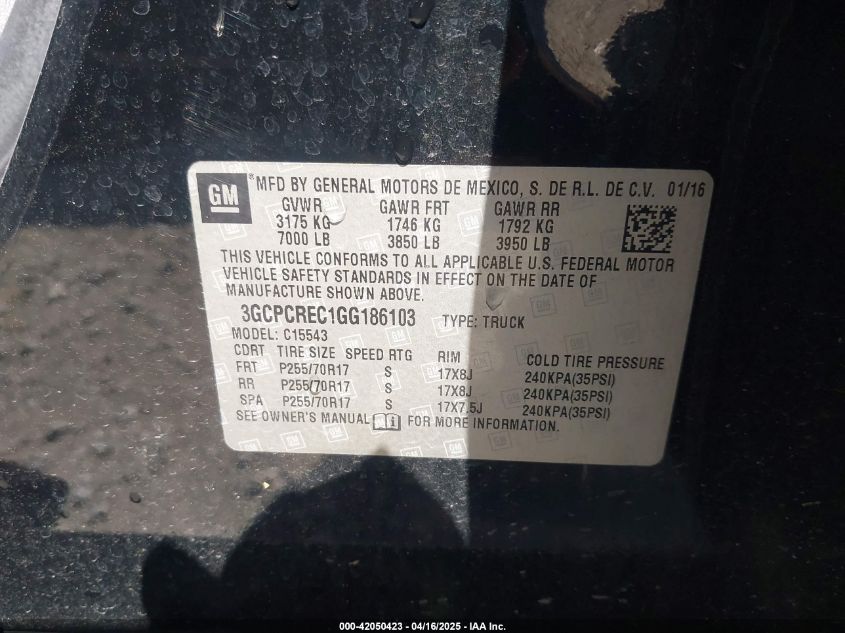 GM MFD BY GENERAL MOTORS DE MEXICO, S. DE R.L. DE C.V. 01/16
GVWR GAWR FRT GAWR RR
3175 KG 1746 KG 1792 KG
7000 LB 3850 LB 3950 LB
THIS VEHICLE CONFORMS TO ALL APPLICABLE U.S. FEDERAL MOTOR
VEHICLE SAFETY STANDARDS IN EFFECT ON THE DATE OF
MANUFACTURE SHOWN ABOVE.
3GCPCREC1GG186103 TYPE: TRUCK
MODEL: C15543
CDRT TIRE SIZE SPEED RTG RIM COLD TIRE PRESSURE
FRT P255/70R17 S 17X8J 240KPA(35PSI)
RR P255/70R17 S 17X8J 240KPA(35PSI)
SPA P255/70R17 S 17X7.5J 240KPA(35PSI)
SEE OWNER'S MANUAL FOR MORE INFORMATION.
000-42050423 - 04/16/2025 - IAA Inc.